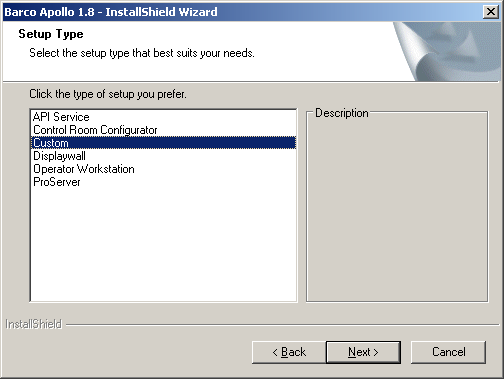 Barco Apollo 1.8 - InstallShield Wizard
Setup Type
Select the setup type that best suits your needs.
Click the type of setup you prefer.
API Service
Control Room Configurator
Custom
Displaywall
Operator Workstation
ProServer
Description
InstallShield
< Back
Next >
Cancel